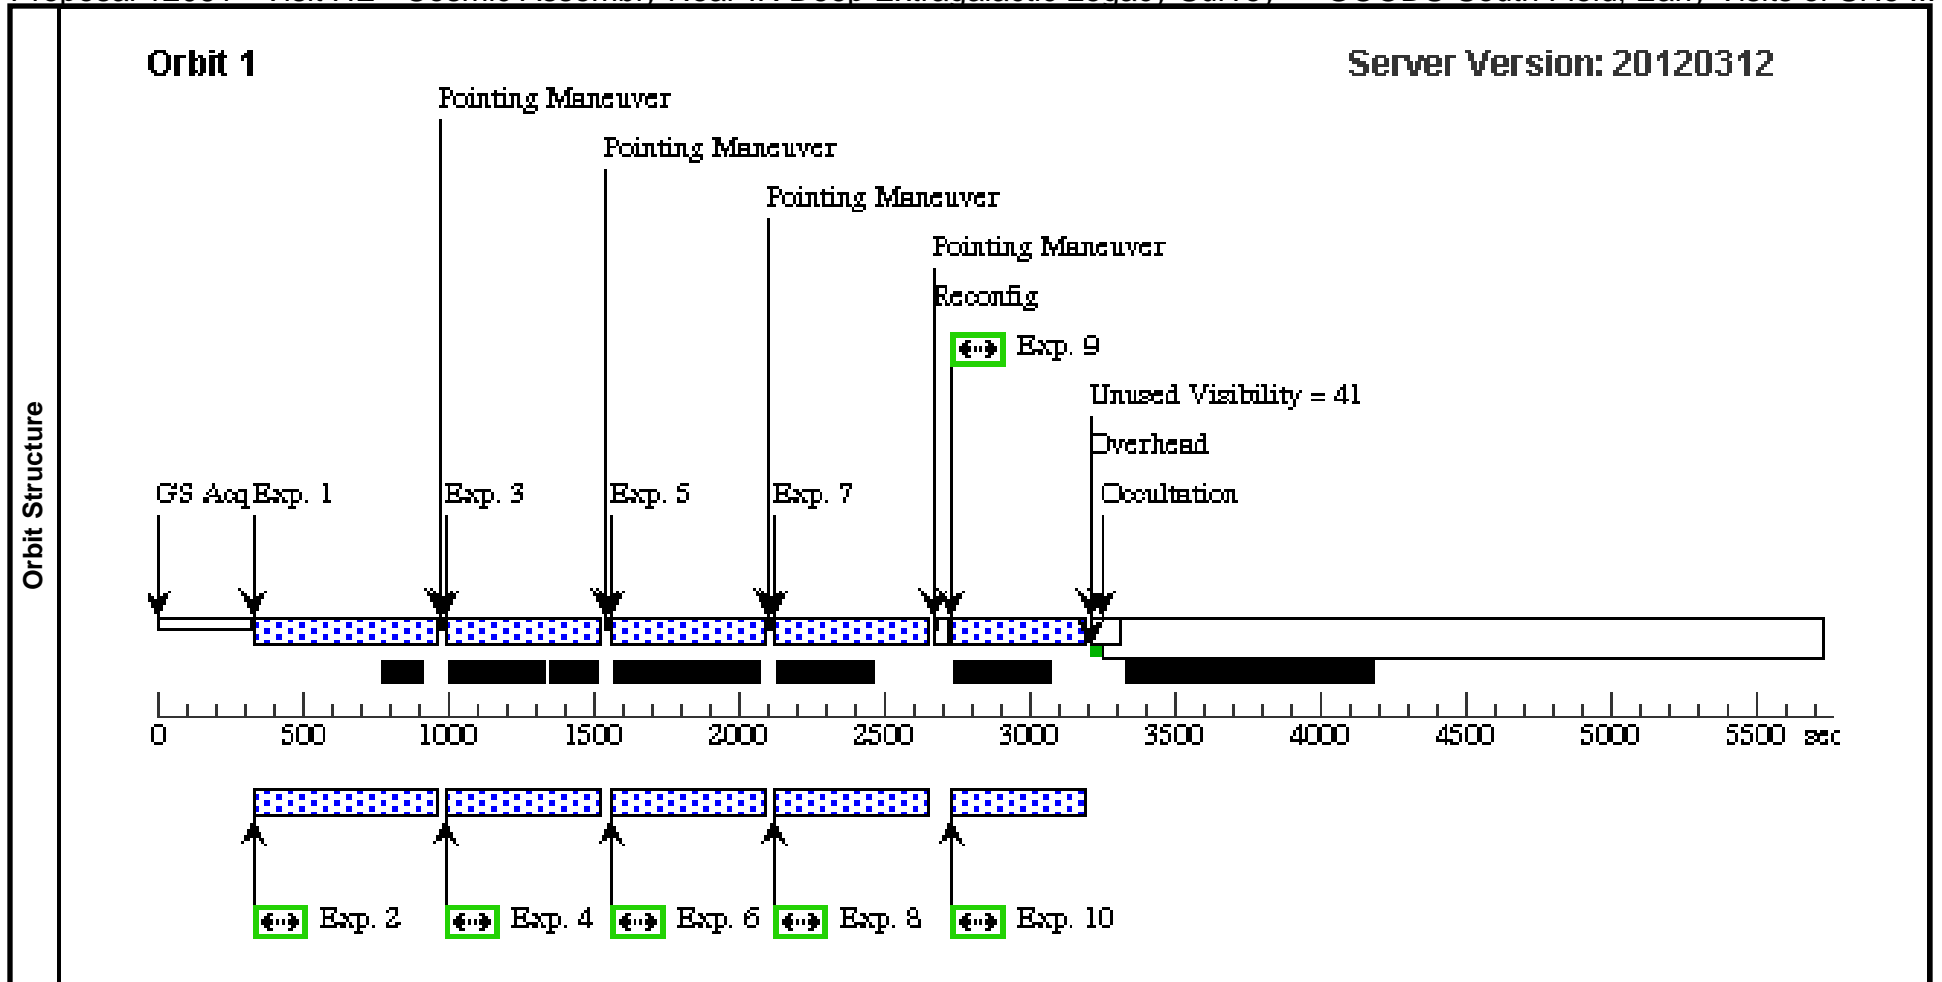 Orbit 1
Server Version: 20120312
Pointing Maneuver
Pointing Maneuver
Pointing Maneuver
Pointing Maneuver
Reconfig
Exp. 9
Unused Visibility = 41
Overhead
GS Acq Exp. 1 Exp. 3 Exp. 5 Exp. 7 Occultation
Orbit Structure
0 500 1000 1500 2000 2500 3000 3500 4000 4500 5000 5500 sec
Exp. 2 Exp. 4 Exp. 6 Exp. 8 Exp. 10